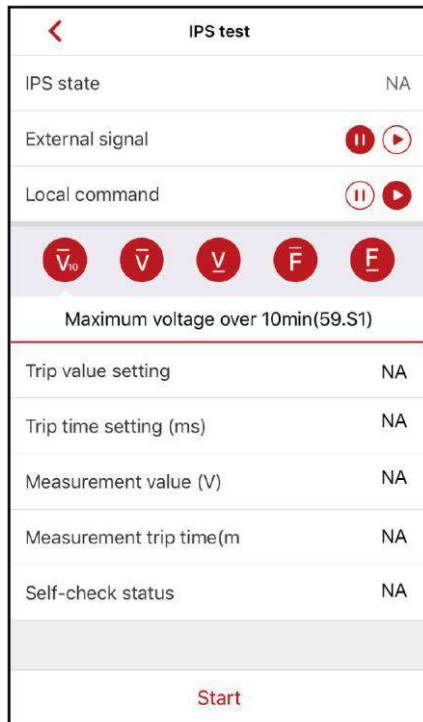 IPS test
IPS state NA
External signal
Local command
V̅₁₀ V̅ V̲ F̅ F̲
Maximum voltage over 10min(59.S1)
Trip value setting NA
Trip time setting (ms) NA
Measurement value (V) NA
Measurement trip time(m NA
Self-check status NA
Start